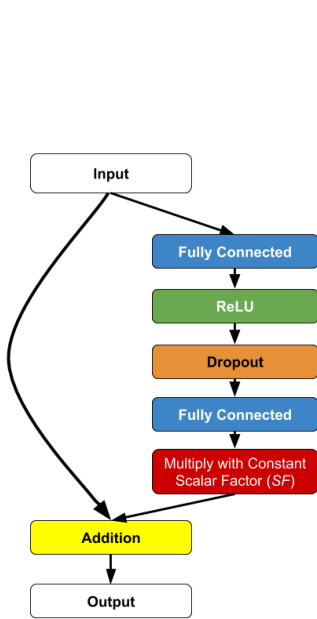 Input
Fully Connected
ReLU
Dropout
Fully Connected
Multiply with Constant
Scalar Factor (SF)
Addition
Output